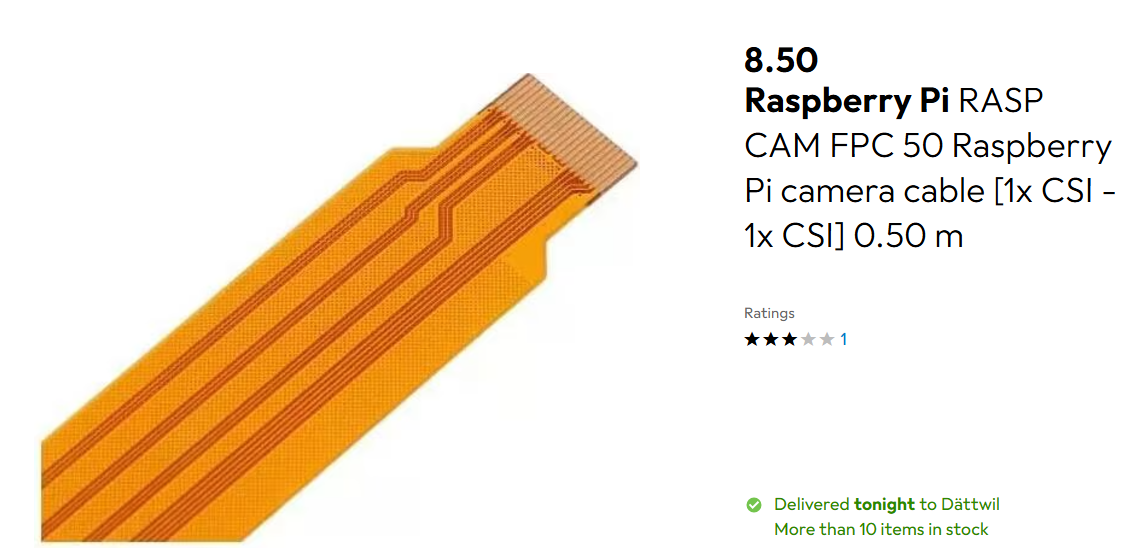 8.50
Raspberry Pi RASP
CAM FPC 50 Raspberry
Pi camera cable [1x CSI -
1x CSI] 0.50 m
Ratings
1
Delivered tonight to Dättwil
More than 10 items in stock